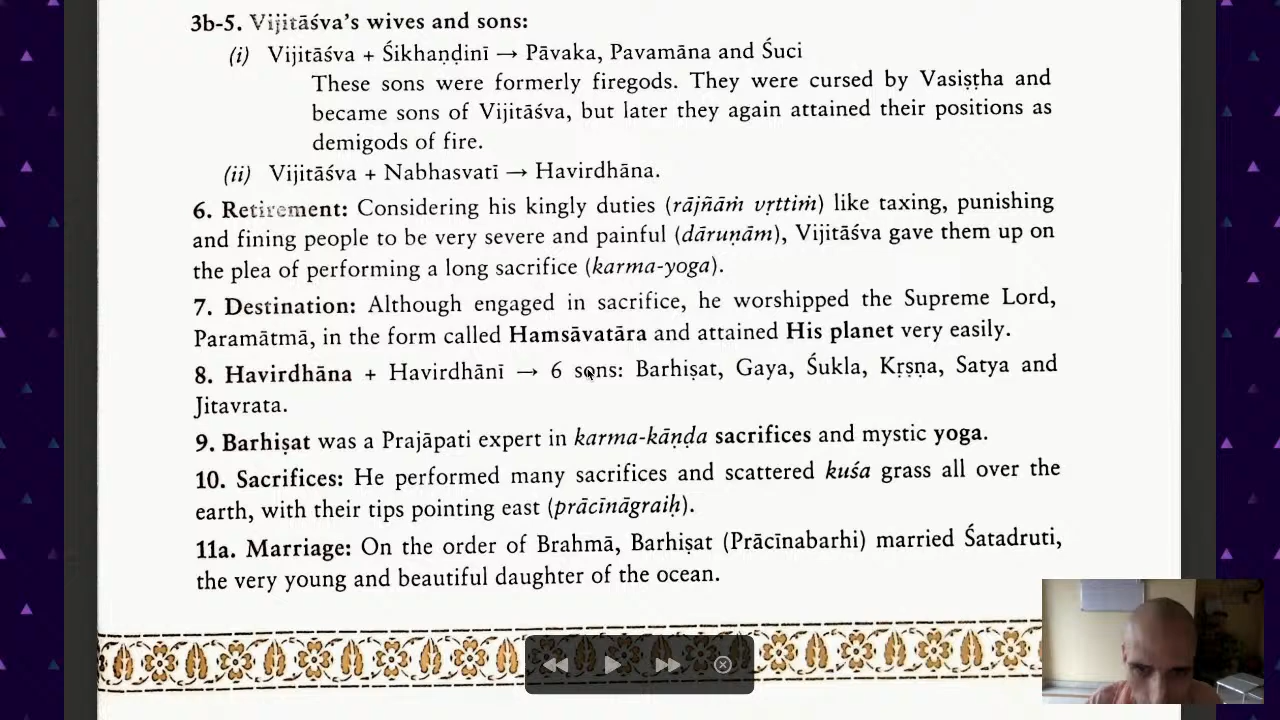 3b-5. Vijitāśva's wives and sons:
(i) Vijitāśva + Śikhaṇḍinī → Pāvaka, Pavamāna and Śuci
These sons were formerly firegods. They were cursed by Vasiṣṭha and
became sons of Vijitāśva, but later they again attained their positions as
demigods of fire.
(ii) Vijitāśva + Nabhasvatī → Havirdhāna.
6. Retirement: Considering his kingly duties (rājñāṁ vṛttiṁ) like taxing, punishing
and fining people to be very severe and painful (dāruṇām), Vijitāśva gave them up on
the plea of performing a long sacrifice (karma-yoga).
7. Destination: Although engaged in sacrifice, he worshipped the Supreme Lord,
Paramātmā, in the form called Hamsāvatāra and attained His planet very easily.
8. Havirdhāna + Havirdhānī → 6 sons: Barhiṣat, Gaya, Śukla, Kṛṣṇa, Satya and
Jitavrata.
9. Barhiṣat was a Prajāpati expert in karma-kāṇḍa sacrifices and mystic yoga.
10. Sacrifices: He performed many sacrifices and scattered kuśa grass all over the
earth, with their tips pointing east (prācīnāgraiḥ).
11a. Marriage: On the order of Brahmā, Barhiṣat (Prācīnabarhi) married Śatadruti,
the very young and beautiful daughter of the ocean.